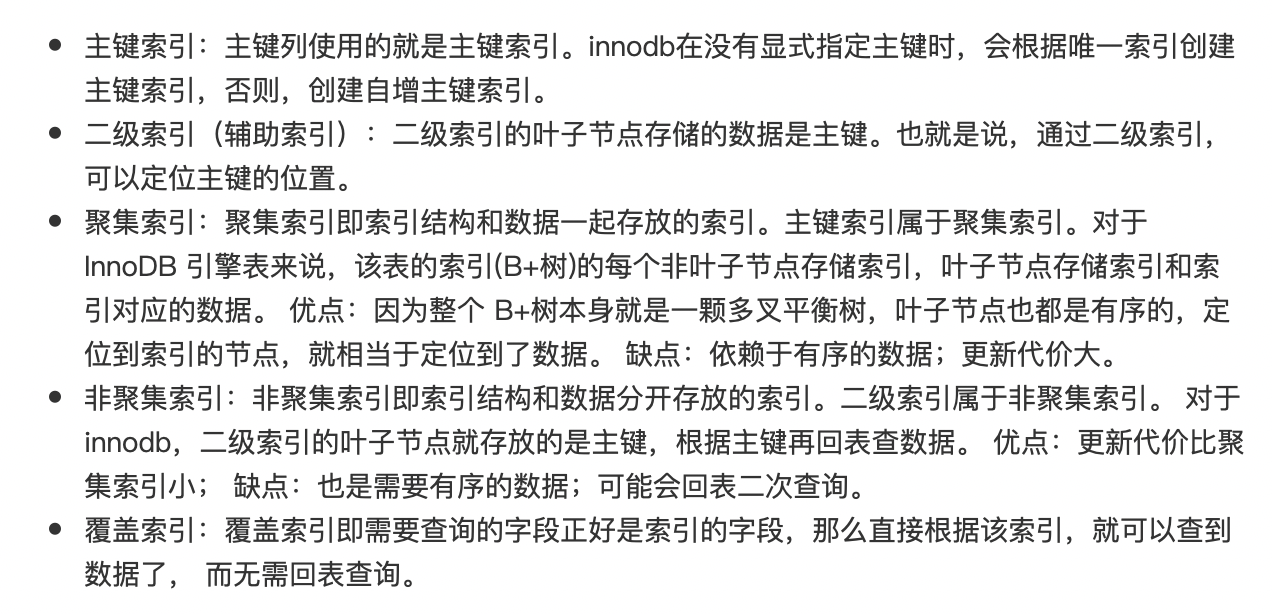 • 主键索引：主键列使用的就是主键索引。innodb在没有显式指定主键时，会根据唯一索引创建
主键索引，否则，创建自增主键索引。
• 二级索引（辅助索引）：二级索引的叶子节点存储的数据是主键。也就是说，通过二级索引，
可以定位主键的位置。
• 聚集索引：聚集索引即索引结构和数据一起存放的索引。主键索引属于聚集索引。对于
InnoDB 引擎表来说，该表的索引(B+树)的每个非叶子节点存储索引，叶子节点存储索引和索
引对应的数据。 优点：因为整个 B+树本身就是一颗多叉平衡树，叶子节点也都是有序的，定
位到索引的节点，就相当于定位到了数据。 缺点：依赖于有序的数据；更新代价大。
• 非聚集索引：非聚集索引即索引结构和数据分开存放的索引。二级索引属于非聚集索引。 对于
innodb，二级索引的叶子节点就存放的是主键，根据主键再回表查数据。 优点：更新代价比聚
集索引小； 缺点：也是需要有序的数据；可能会回表二次查询。
• 覆盖索引：覆盖索引即需要查询的字段正好是索引的字段，那么直接根据该索引，就可以查到
数据了， 而无需回表查询。